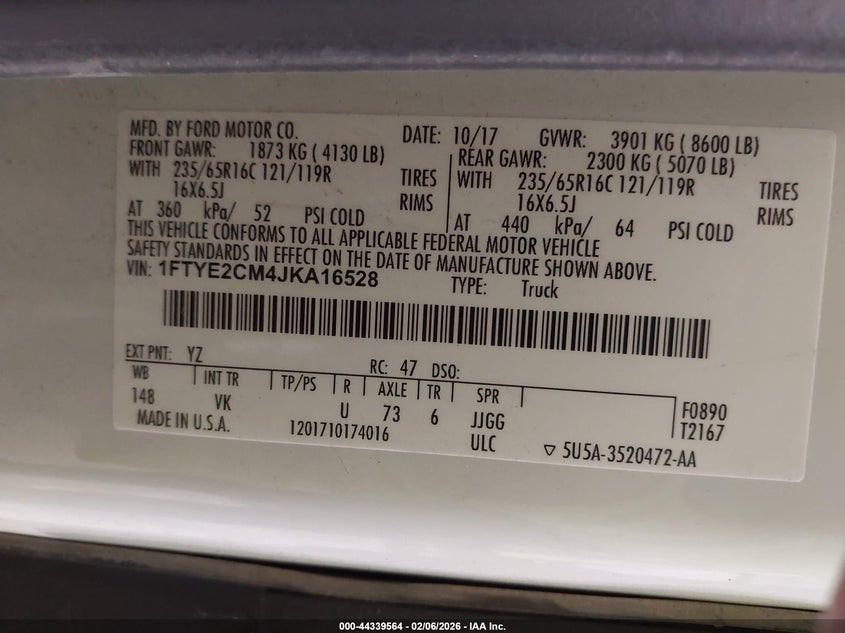 MFD. BY FORD MOTOR CO. DATE: 10/17 GVWR: 3901 KG ( 8600 LB)
FRONT GAWR: 1873 KG ( 4130 LB) REAR GAWR: 2300 KG ( 5070 LB)
WITH 235/65R16C 121/119R TIRES WITH 235/65R16C 121/119R TIRES
16X6.5J RIMS 16X6.5J RIMS
AT 360 kPa/ 52 PSI COLD AT 440 kPa/ 64 PSI COLD
THIS VEHICLE CONFORMS TO ALL APPLICABLE FEDERAL MOTOR VEHICLE
SAFETY STANDARDS IN EFFECT ON THE DATE OF MANUFACTURE SHOWN ABOVE.
VIN: 1FTYE2CM4JKA16528 TYPE: Truck
EXT PNT: YZ RC: 47 DSO:
WB INT TR TP/PS R AXLE TR SPR
148 VK U 73 6 JJGG F0890
MADE IN U.S.A. 1201710174016 ULC T2167
▽ 5U5A-3520472-AA
000-44339564 - 02/06/2026 - IAA Inc.